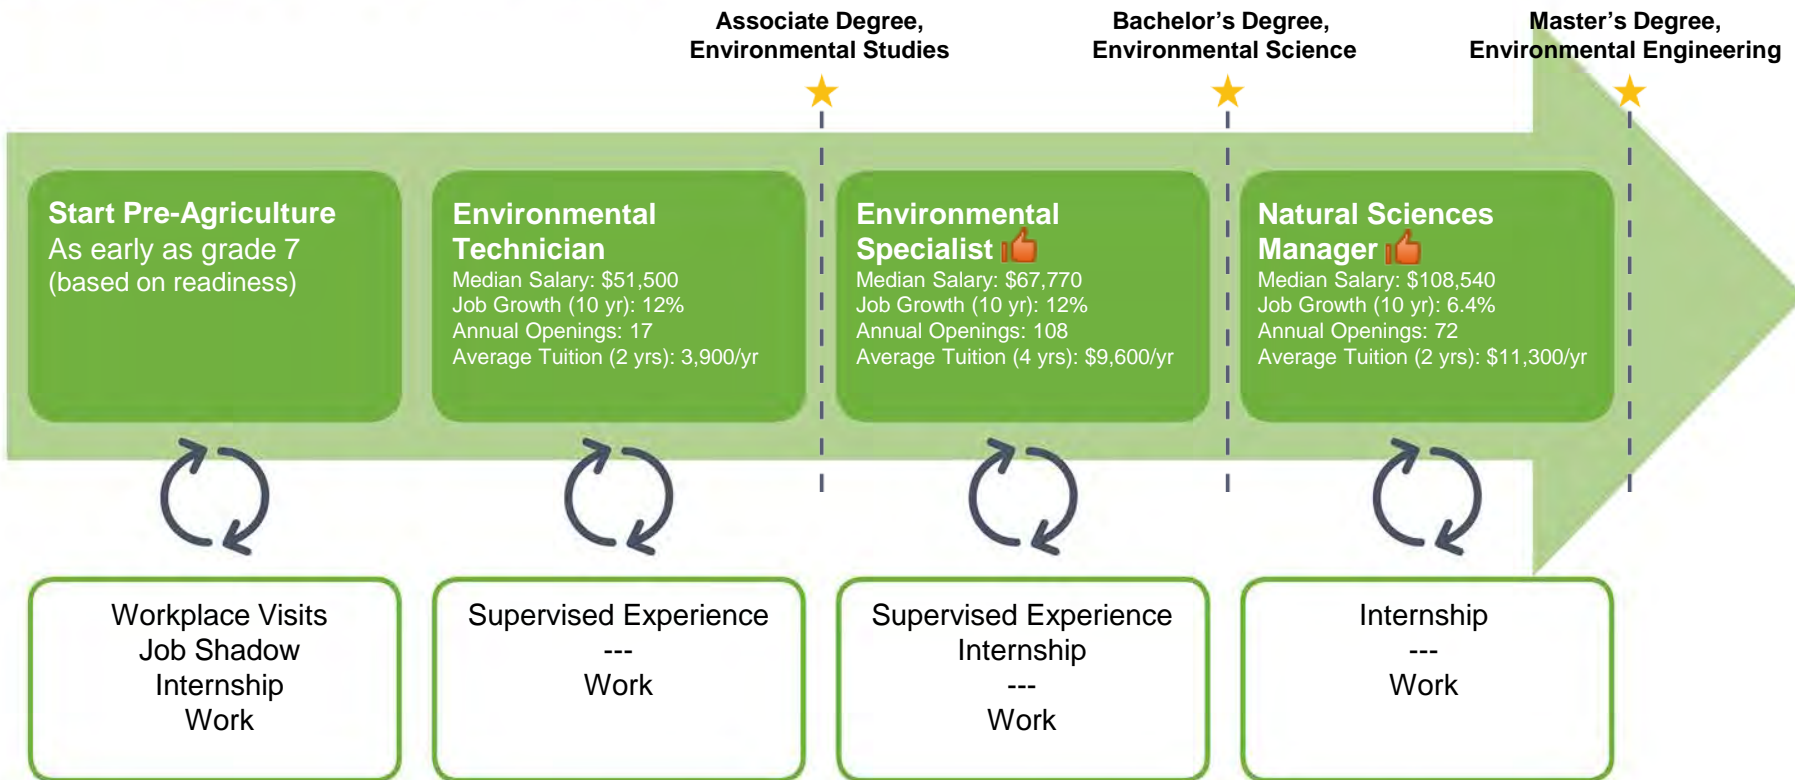 Associate Degree,
Environmental Studies
Bachelor's Degree,
Environmental Science
Master's Degree,
Environmental Engineering
Start Pre-Agriculture
As early as grade 7
(based on readiness)
Environmental
Technician
Median Salary: $51,500
Job Growth (10 yr): 12%
Annual Openings: 17
Average Tuition (2 yrs): 3,900/yr
Environmental
Specialist
Median Salary: $67,770
Job Growth (10 yr): 12%
Annual Openings: 108
Average Tuition (4 yrs): $9,600/yr
Natural Sciences
Manager
Median Salary: $108,540
Job Growth (10 yr): 6.4%
Annual Openings: 72
Average Tuition (2 yrs): $11,300/yr
Workplace Visits
Job Shadow
Internship
Work
Supervised Experience
---
Work
Supervised Experience
Internship
---
Work
Internship
---
Work